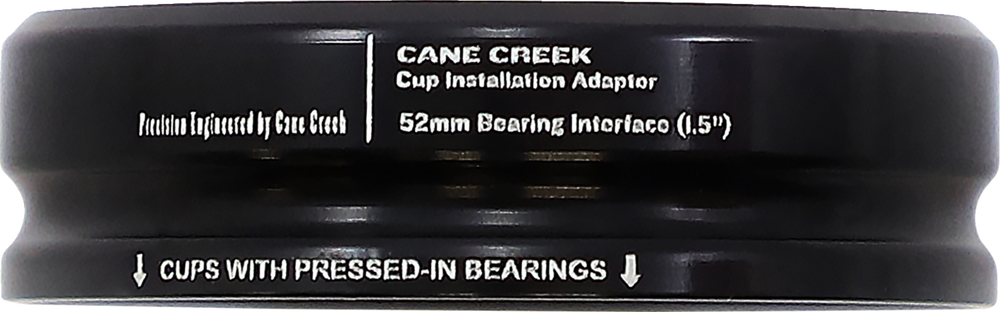 CANE CREEK
Cup Installation Adaptor
Precision Engineered by Cane Creek
52mm Bearing Interface (1.5")
↓ CUPS WITH PRESSED-IN BEARINGS ↓